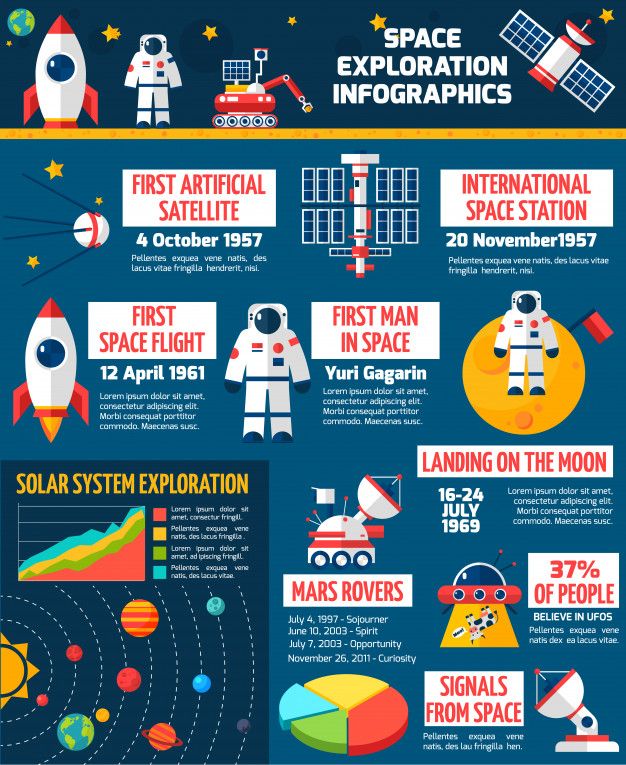 SPACE
EXPLORATION
INFOGRAPHICS
FIRST ARTIFICIAL
SATELLITE
4 October 1957
Pellentes exquea vene natis, des
lacus vitae fringilla hendrerit, nisi.
INTERNATIONAL
SPACE STATION
20 November1957
Pellentes exquea vene natis, des lacus vitae
fringilla hendrerit, nisi.
FIRST
SPACE FLIGHT
12 April 1961
Lorem ipsum dolor sit amet,
consectetur adipiscing elit.
Morbi consequat porttitor
commodo. Maecenas sum.
FIRST MAN
IN SPACE
Yuri Gagarin
Lorem ipsum dolor sit amet,
consectetur adipiscing elit.
Morbi consequat porttitor
commodo. Maecenas sum.
LANDING ON THE MOON
16-24
JULY
1969
Lorem ipsum dolor sit amet,
consectetur adipiscing elit.
Morbi consequat porttitor
commodo. Maecenas sum.
SOLAR SYSTEM EXPLORATION
Lorem ipsum dolor sit
amet, consectur fringill.
Pellentes exquea vene
natis, des lacus fringilla .
Lorem ipsum dolor sit
amet, ad ipiscing fringill.
Pellentes exquea vene
natis, des lacus vitae.
MARS ROVERS
July 4, 1997 - Sojourner
June 10, 2003 - Spirit
July 7, 2003 - Opportunity
November 26, 2011 - Curiosity
37%
OF PEOPLE
BELIEVE IN UFOS
Pellentes exquea vene
natis, des lacus vitae fringilla.
SIGNALS
FROM SPACE
Pellentes exquea vene natis,
des lacus fringilla hen.